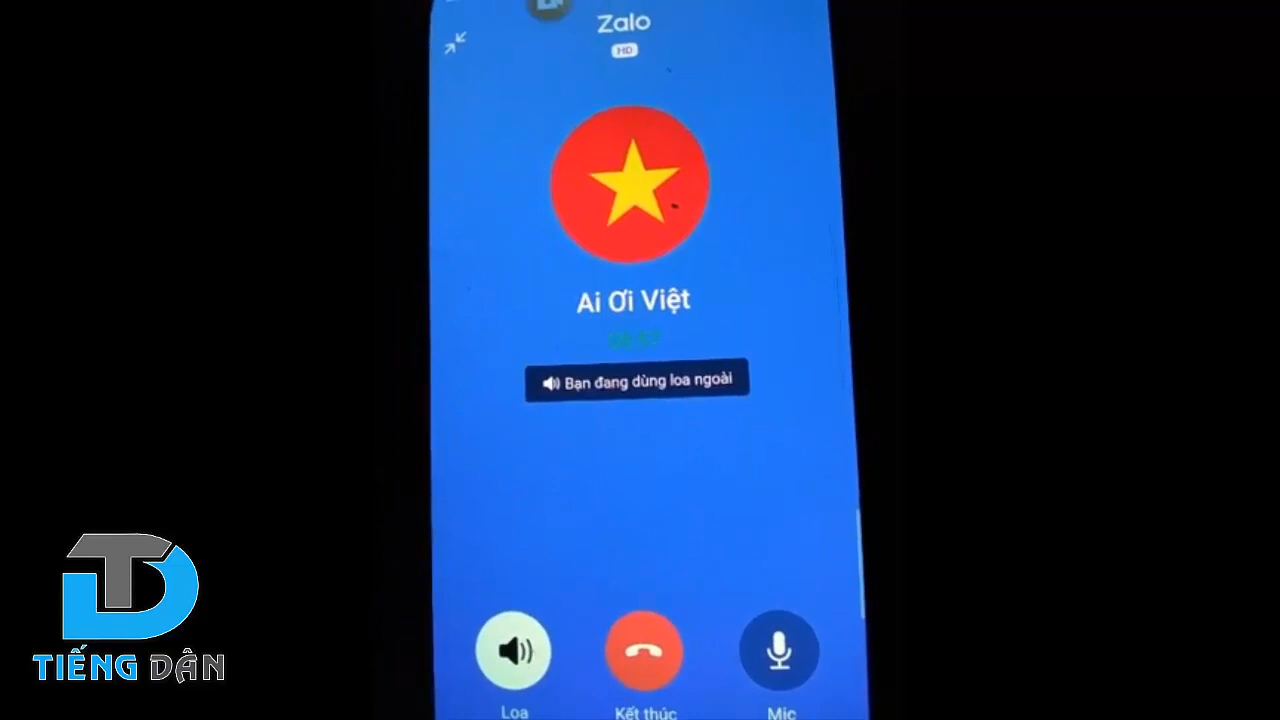 Zalo
HD
Ai Ơi Việt
Bạn đang dùng loa ngoài
Loa
Kết thúc
Mic
TIẾNG DÂN